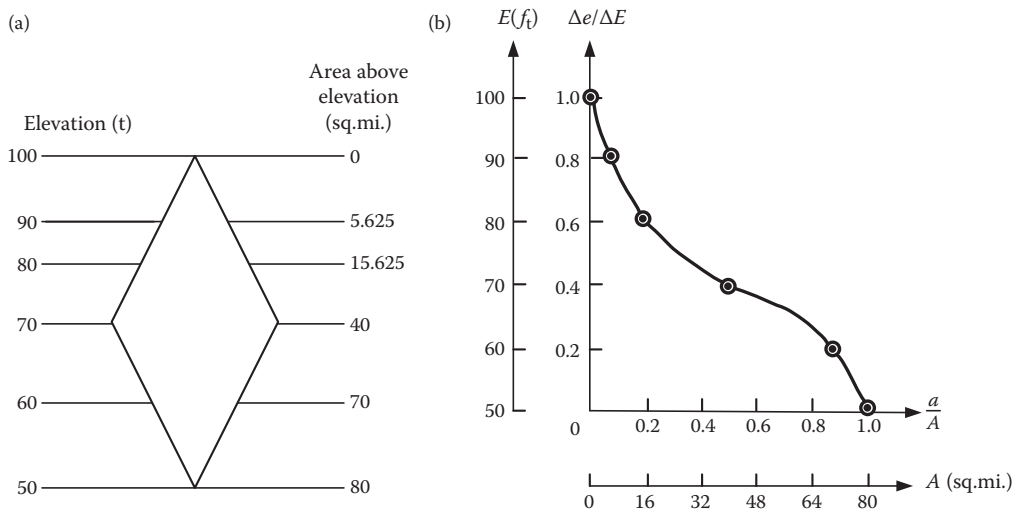 (a)
Area above
elevation
(sq.mi.)
Elevation (t)
100 0
90 5.625
80 15.625
70 40
60 70
50 80
(b)
E(ft) Δe/ΔE
100 1.0
90 0.8
80 0.6
70 0.4
60 0.2
50
0 0.2 0.4 0.6 0.8 1.0 a/A
0 16 32 48 64 80 A (sq.mi.)